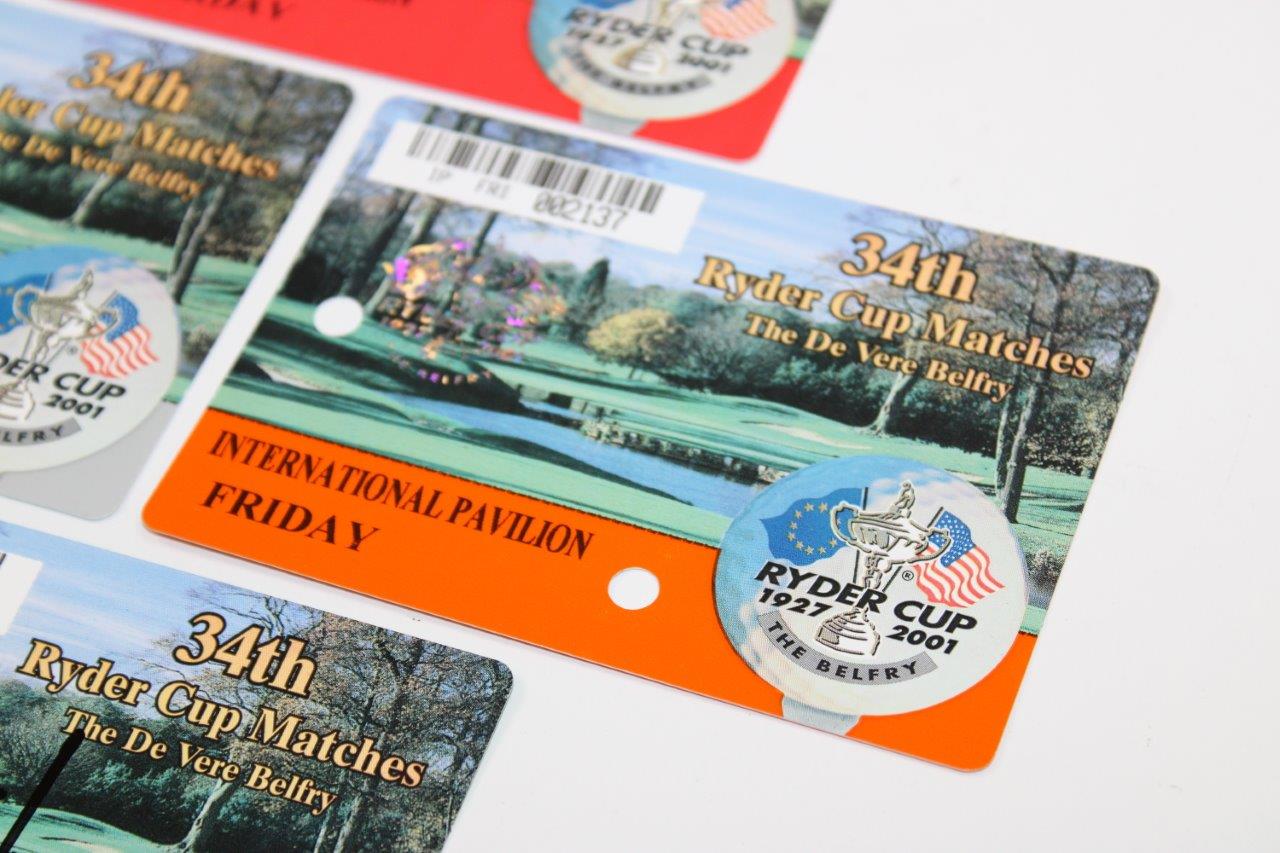 RYDER CUP
1927 2001
THE BELFRY
34th
Ryder Cup Matches
The De Vere Belfry
RYDER CUP
2001
BELFRY
IP FRI 002137
34th
Ryder Cup Matches
The De Vere Belfry
INTERNATIONAL PAVILION
FRIDAY
RYDER CUP
1927 2001
THE BELFRY
34th
Ryder Cup Matches
The De Vere Belfry